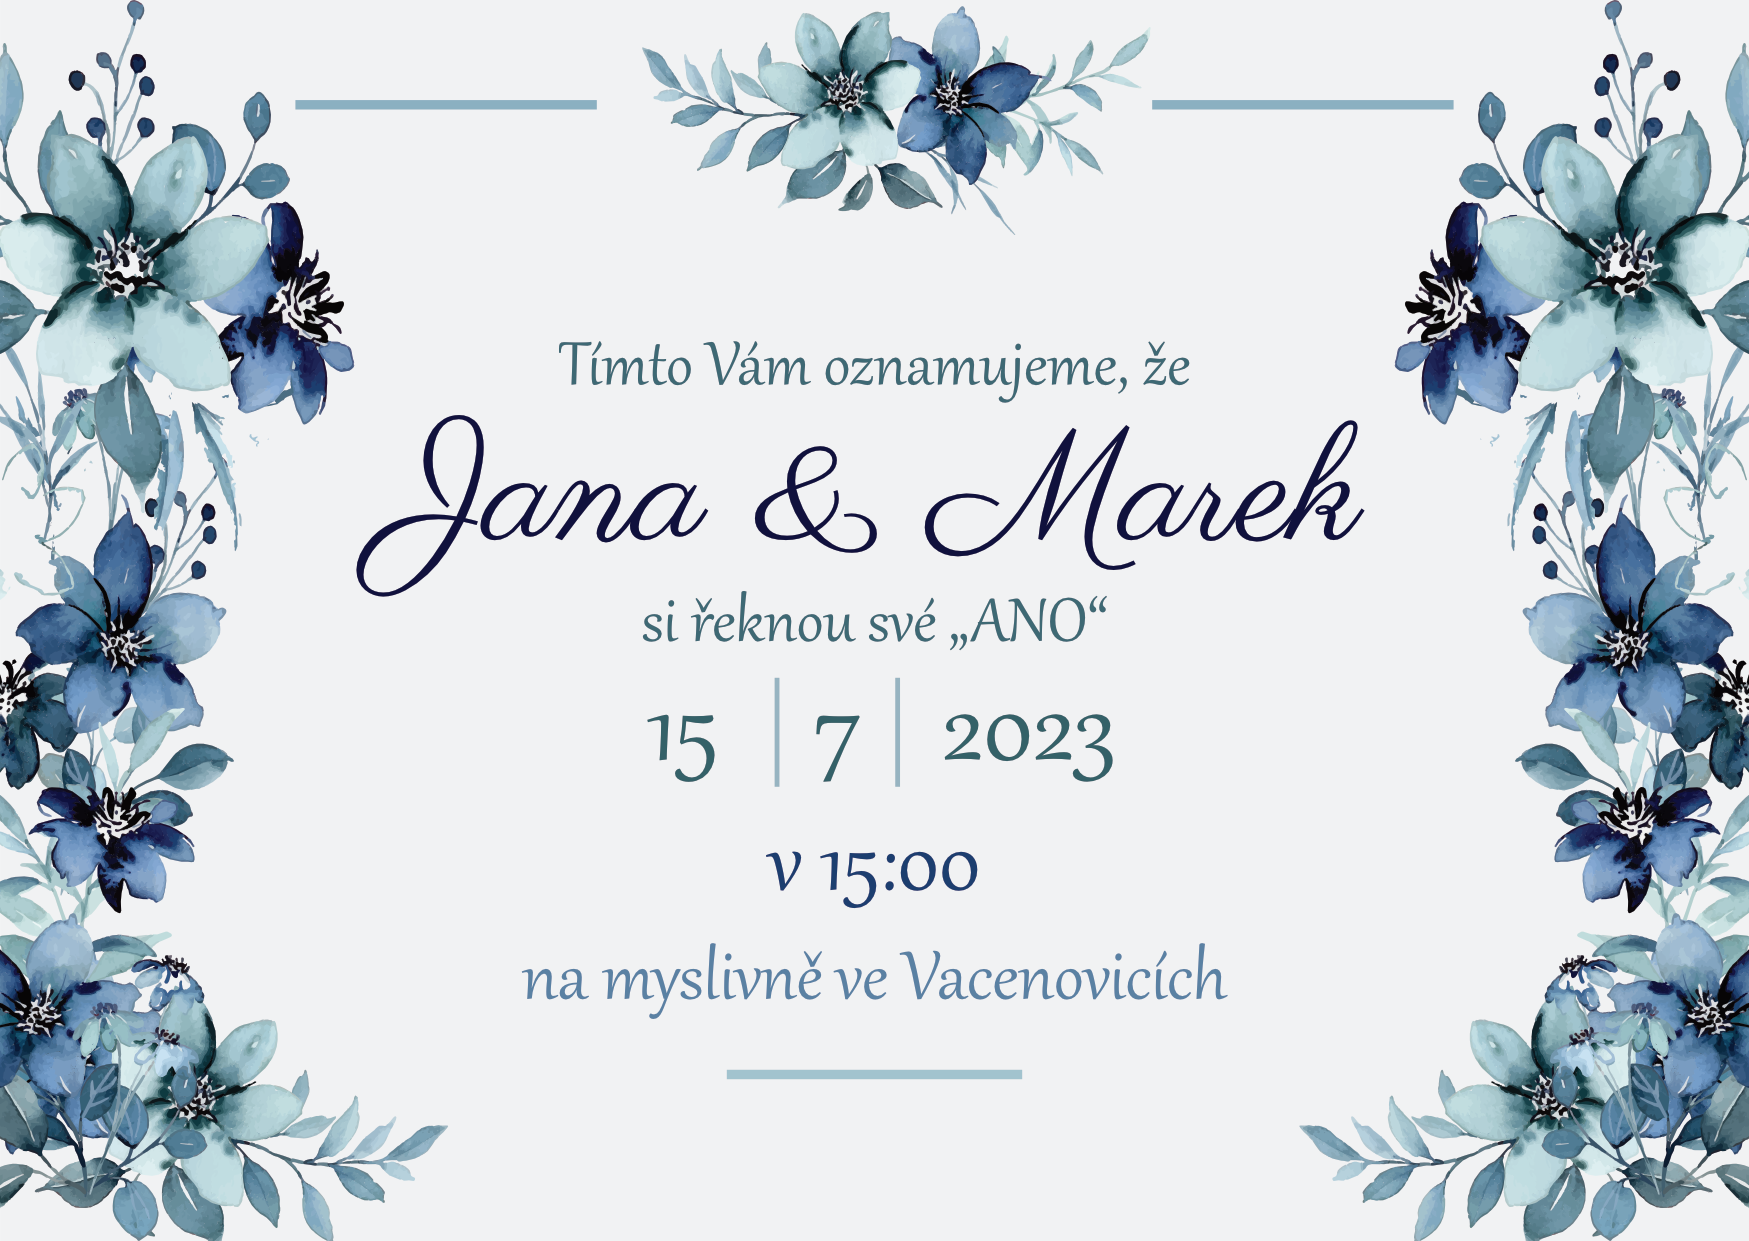 Tímto Vám oznamujeme, že
Jana & Marek
si řeknou své „ANO“
15 | 7 | 2023
v 15:00
na myslivně ve Vacenovicích